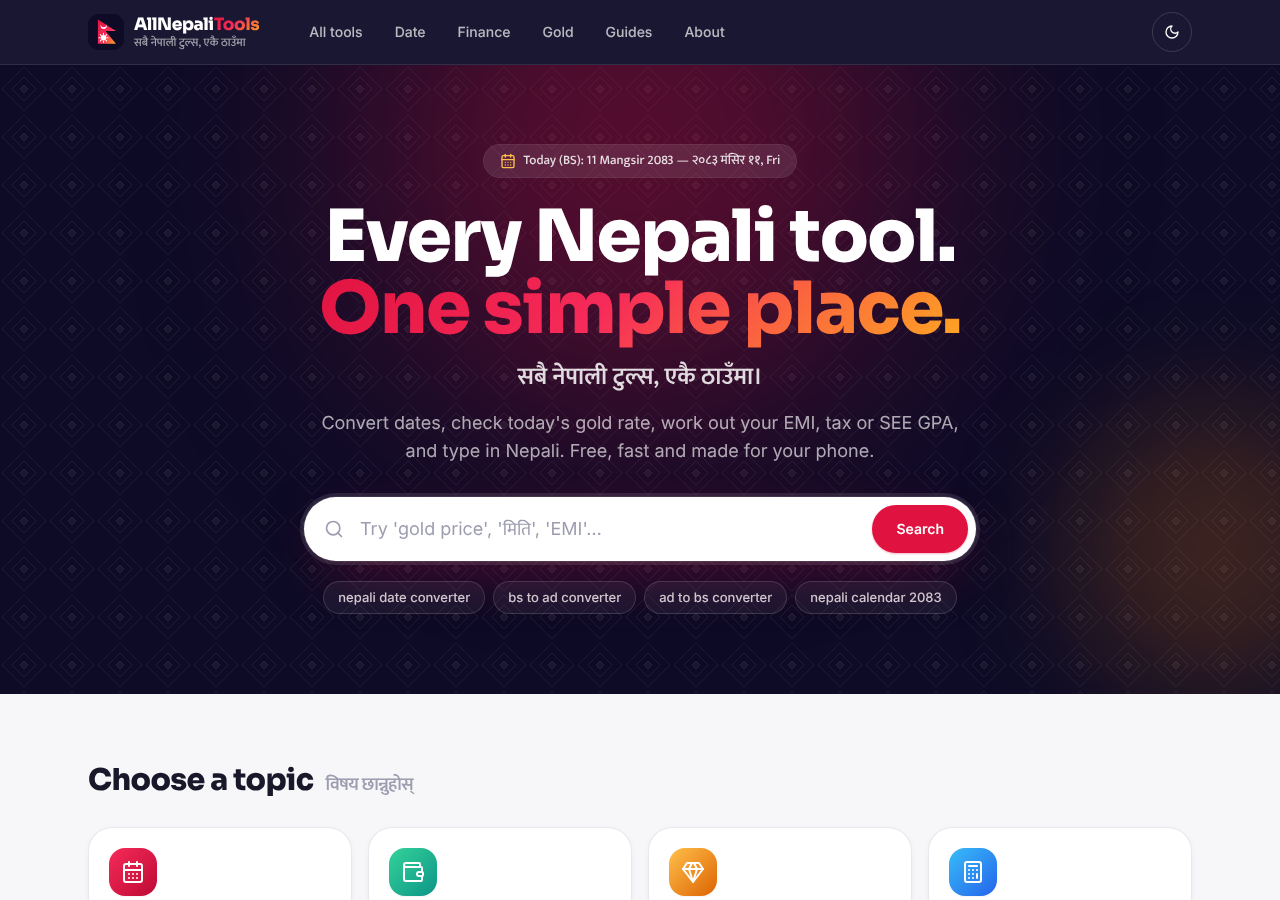 AllNepaliTools
सबै नेपाली टुल्स, एकै ठाउँमा
All tools
Date
Finance
Gold
Guides
About
Today (BS): 11 Mangsir 2083 — २०८३ मंसिर ११, Fri
Every Nepali tool.
One simple place.
सबै नेपाली टुल्स, एकै ठाउँमा।
Convert dates, check today's gold rate, work out your EMI, tax or SEE GPA,
and type in Nepali. Free, fast and made for your phone.
Try 'gold price', 'मिति', 'EMI'...
Search
nepali date converter
bs to ad converter
ad to bs converter
nepali calendar 2083
Choose a topic विषय छान्नुहोस्